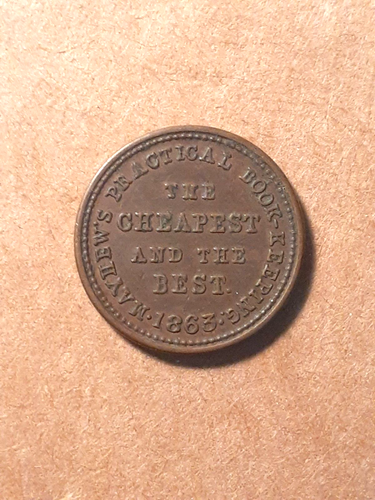 MAYHEW'S PRACTICAL BOOK-KEEPING.
THE
CHEAPEST
AND THE
BEST.
·1863·